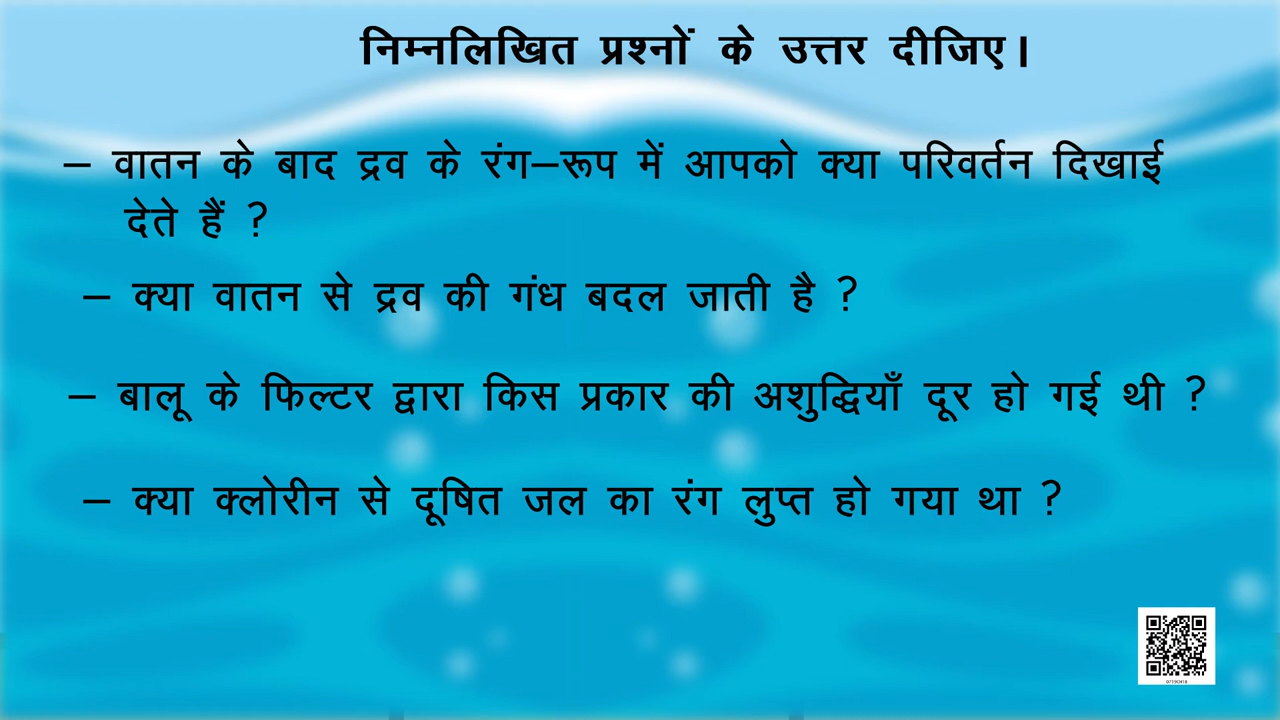 निम्नलिखित प्रश्नों के उत्तर दीजिए।
– वातन के बाद द्रव के रंग–रूप में आपको क्या परिवर्तन दिखाई
देते हैं ?
– क्या वातन से द्रव की गंध बदल जाती है ?
– बालू के फिल्टर द्वारा किस प्रकार की अशुद्धियाँ दूर हो गई थी ?
– क्या क्लोरीन से दूषित जल का रंग लुप्त हो गया था ?